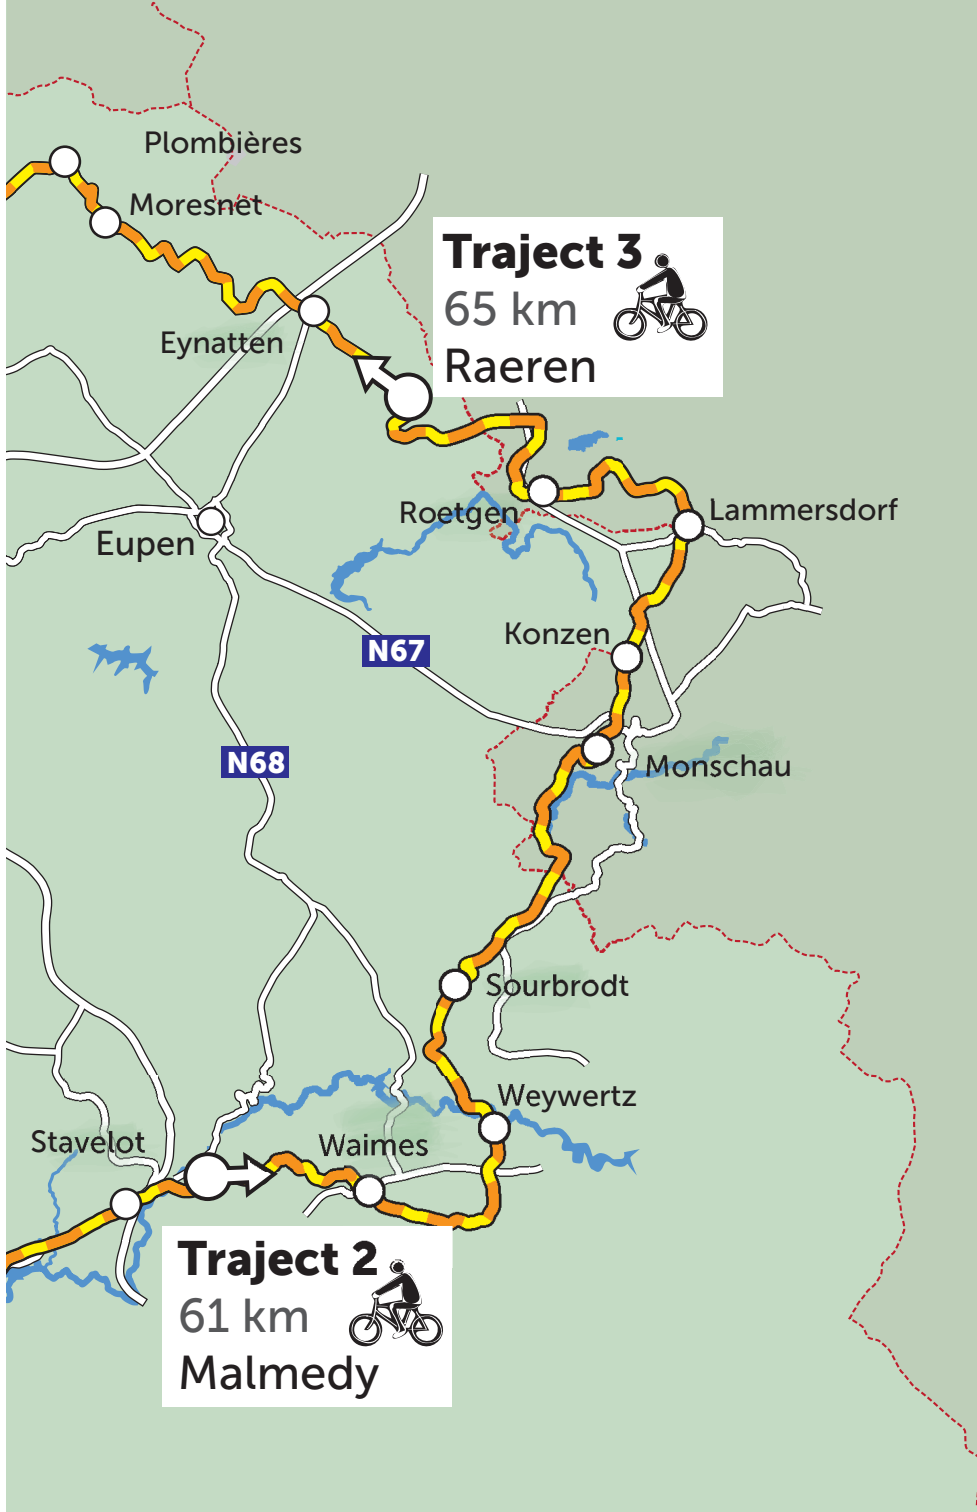 Plombières
Moresnet
Traject 3
65 km
Raeren
Eynatten
Roetgen
Lammersdorf
Eupen
Konzen
N67
N68
Monschau
Sourbrodt
Weywertz
Stavelot
Waimes
Traject 2
61 km
Malmedy